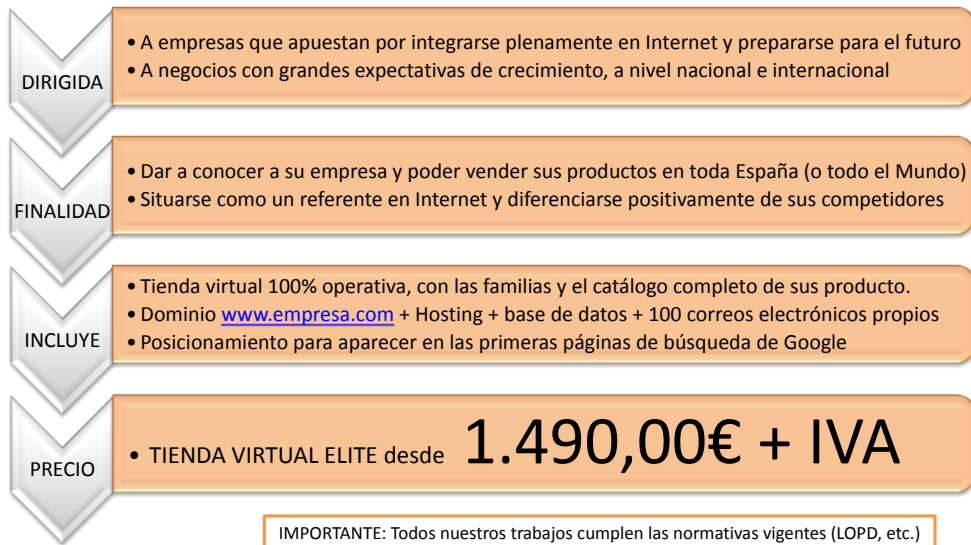 DIRIGIDA
• A empresas que apuestan por integrarse plenamente en Internet y prepararse para el futuro
• A negocios con grandes expectativas de crecimiento, a nivel nacional e internacional
FINALIDAD
• Dar a conocer a su empresa y poder vender sus productos en toda España (o todo el Mundo)
• Situarse como un referente en Internet y diferenciarse positivamente de sus competidores
INCLUYE
• Tienda virtual 100% operativa, con las familias y el catálogo completo de sus producto.
• Dominio www.empresa.com + Hosting + base de datos + 100 correos electrónicos propios
• Posicionamiento para aparecer en las primeras páginas de búsqueda de Google
PRECIO
• TIENDA VIRTUAL ELITE desde 1.490,00€ + IVA
IMPORTANTE: Todos nuestros trabajos cumplen las normativas vigentes (LOPD, etc.)